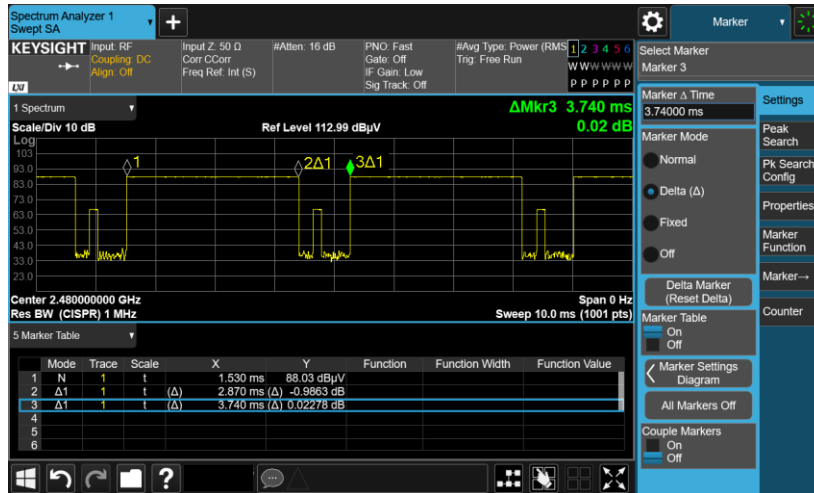 Spectrum Analyzer 1
Swept SA
+
Marker
KEYSIGHT
Input: RF
Coupling: DC
Align: Off
Input Z: 50 Ω
Corr CCorr
Freq Ref: Int (S)
#Atten: 16 dB
PNO: Fast
Gate: Off
IF Gain: Low
Sig Track: Off
#Avg Type: Power (RMS
Trig: Free Run
1 2 3 4 5 6
W W W W W W
P P P P P P
LXI
Select Marker
Marker 3
1 Spectrum
ΔMkr3 3.740 ms
0.02 dB
Scale/Div 10 dB
Ref Level 112.99 dBµV
Log
103
93.0
83.0
73.0
63.0
53.0
43.0
33.0
23.0
1
2Δ1
3Δ1
Center 2.480000000 GHz
Span 0 Hz
Res BW (CISPR) 1 MHz
Sweep 10.0 ms (1001 pts)
5 Marker Table
Mode Trace Scale X Y Function Function Width Function Value
1 N 1 t 1.530 ms 88.03 dBµV
2 Δ1 1 t (Δ) 2.870 ms (Δ) -0.9863 dB
3 Δ1 1 t (Δ) 3.740 ms (Δ) 0.02278 dB
4
5
6
Marker Δ Time
3.74000 ms
Marker Mode
Normal
Delta (Δ)
Fixed
Off
Delta Marker
(Reset Delta)
Marker Table
On
Off
Marker Settings
Diagram
All Markers Off
Couple Markers
On
Off
Settings
Peak
Search
Pk Search
Config
Properties
Marker
Function
Marker→
Counter
?